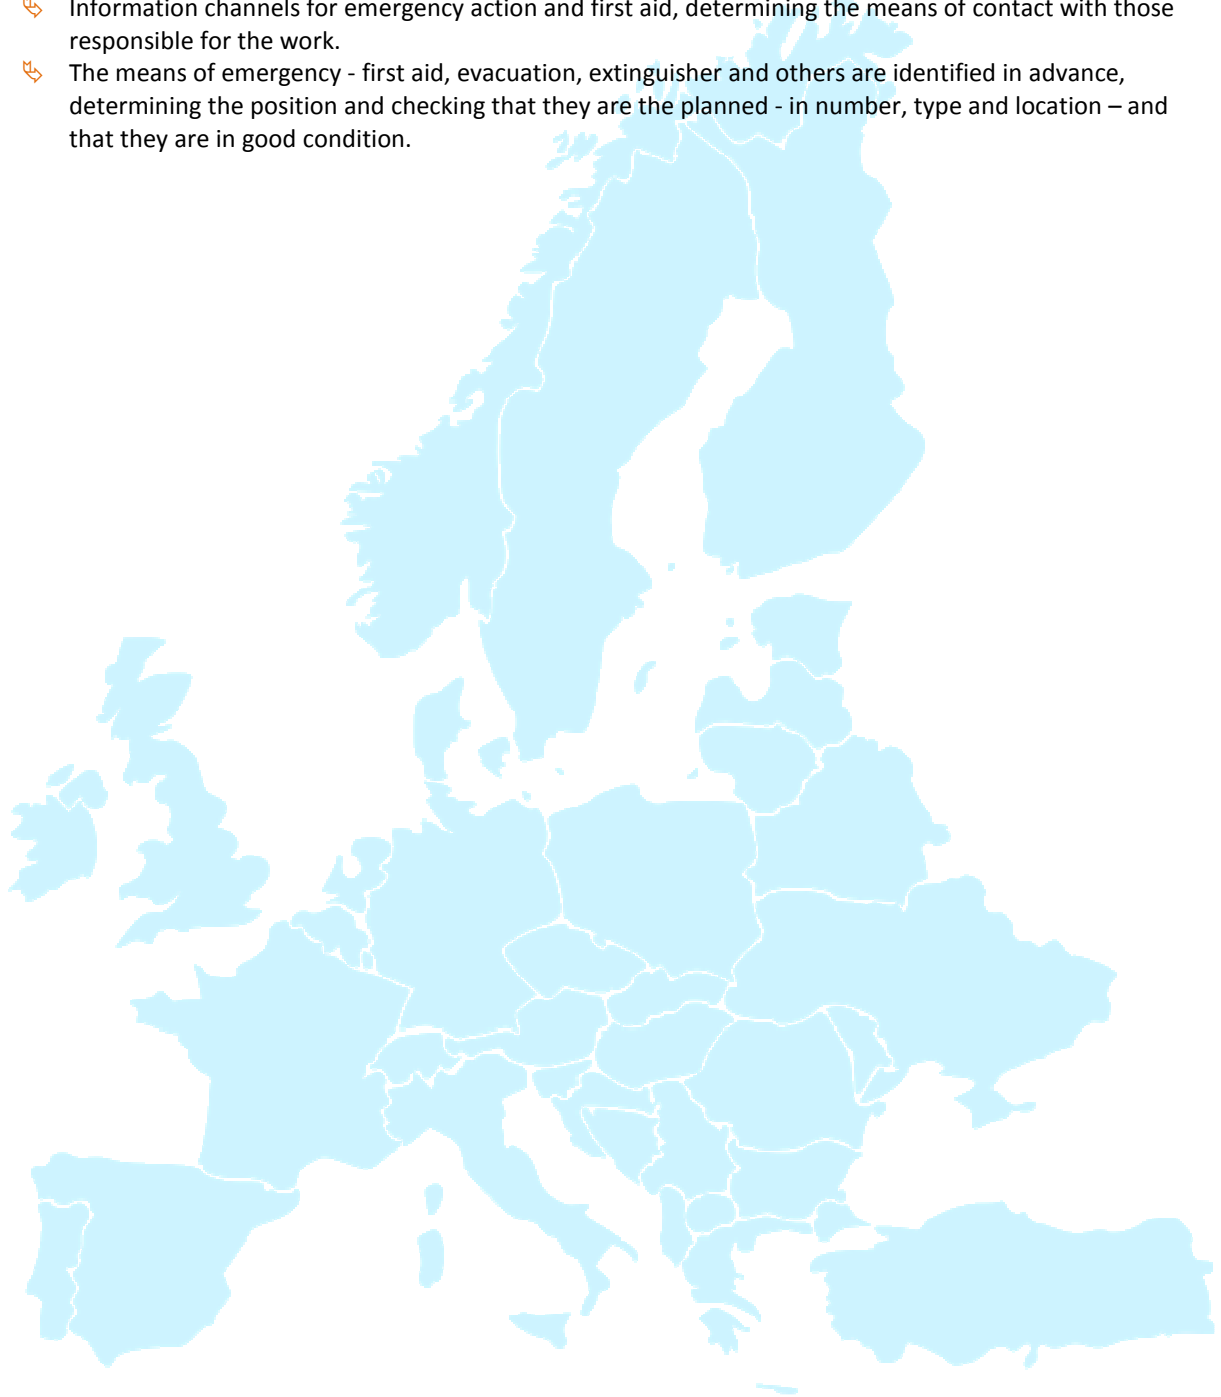 Information channels for emergency action and first aid, determining the means of contact with those
responsible for the work.
The means of emergency - first aid, evacuation, extinguisher and others are identified in advance,
determining the position and checking that they are the planned - in number, type and location – and
that they are in good condition.